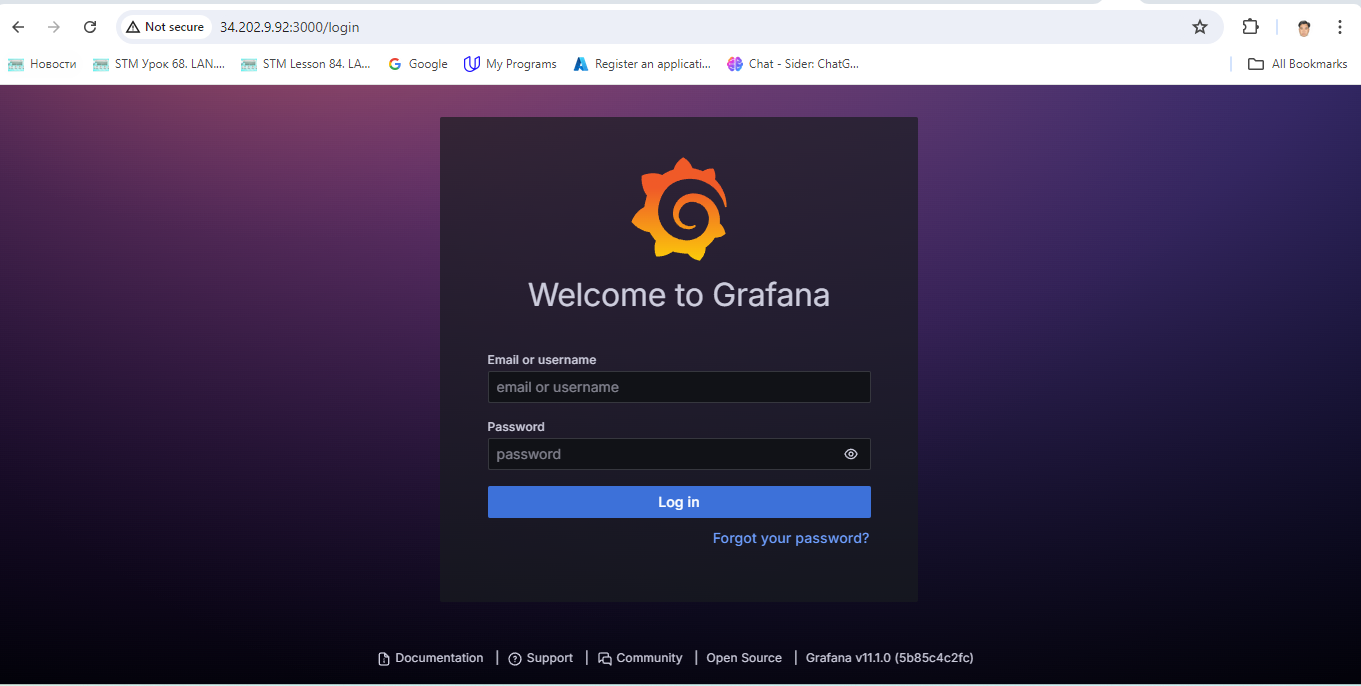 Not secure 34.202.9.92:3000/login
Новости STM Урок 68. LAN.... STM Lesson 84. LA... Google My Programs Register an applicati... Chat - Sider: ChatG... All Bookmarks
Welcome to Grafana
Email or username
email or username
Password
password
Log in
Forgot your password?
Documentation | Support | Community | Open Source | Grafana v11.1.0 (5b85c4c2fc)